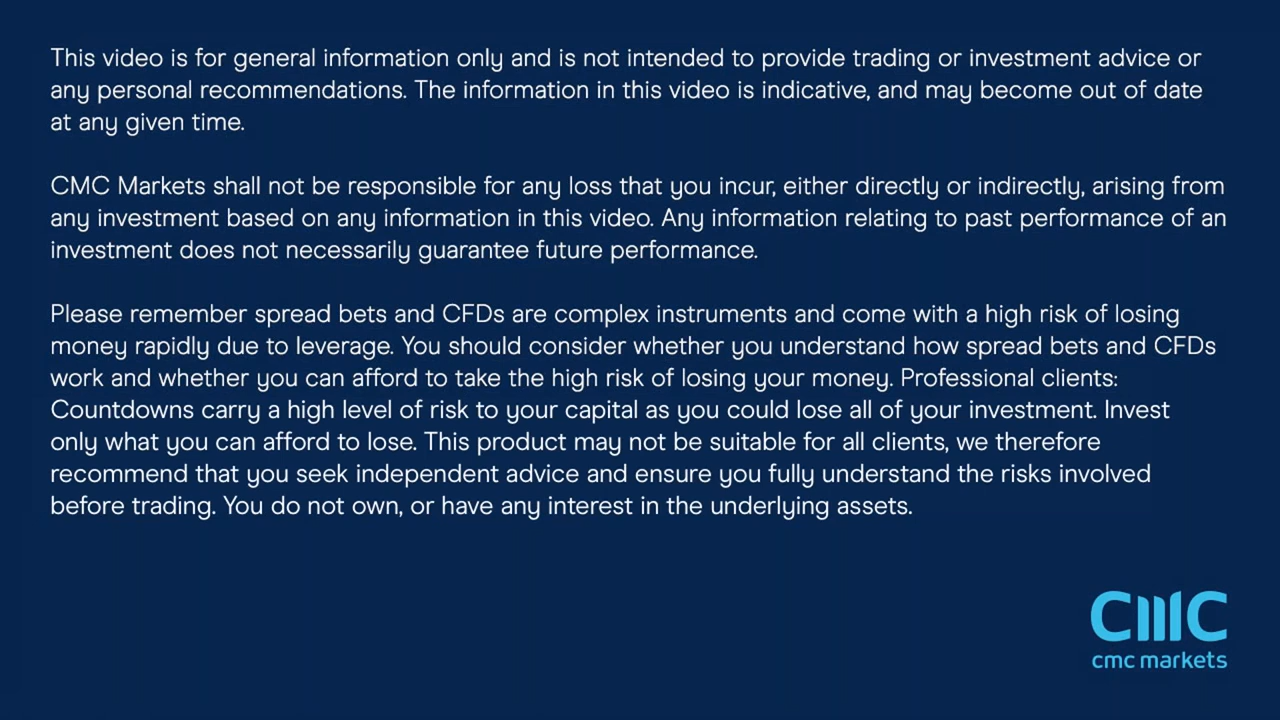 This video is for general information only and is not intended to provide trading or investment advice or
any personal recommendations. The information in this video is indicative, and may become out of date
at any given time.
CMC Markets shall not be responsible for any loss that you incur, either directly or indirectly, arising from
any investment based on any information in this video. Any information relating to past performance of an
investment does not necessarily guarantee future performance.
Please remember spread bets and CFDs are complex instruments and come with a high risk of losing
money rapidly due to leverage. You should consider whether you understand how spread bets and CFDs
work and whether you can afford to take the high risk of losing your money. Professional clients:
Countdowns carry a high level of risk to your capital as you could lose all of your investment. Invest
only what you can afford to lose. This product may not be suitable for all clients, we therefore
recommend that you seek independent advice and ensure you fully understand the risks involved
before trading. You do not own, or have any interest in the underlying assets.
CMC
cmc markets